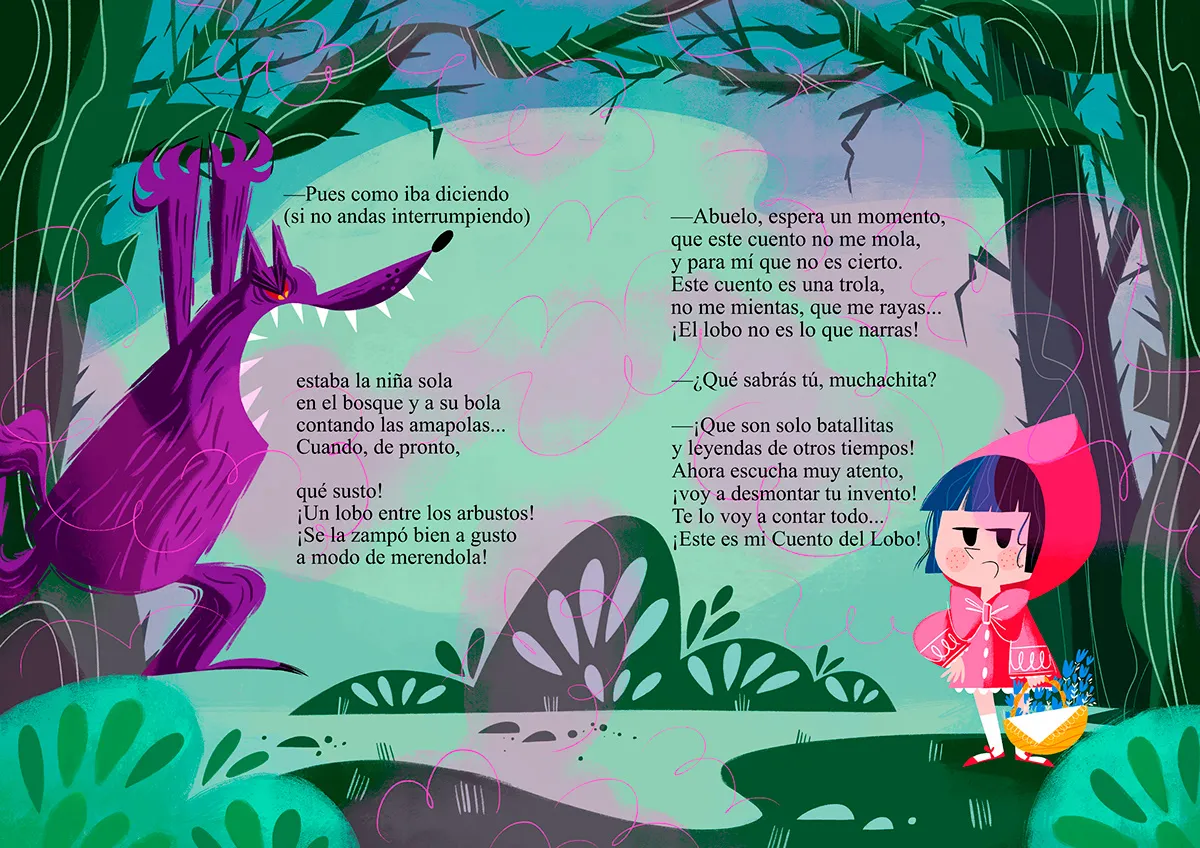 —Pues como iba diciendo
(si no andas interrumpiendo)
estaba la niña sola
en el bosque y a su bola
contando las amapolas...
Cuando, de pronto,
qué susto!
¡Un lobo entre los arbustos!
¡Se la zampó bien a gusto
a modo de merendola!
—Abuelo, espera un momento,
que este cuento no me mola,
y para mí que no es cierto.
Este cuento es una trola,
no me mientas, que me rayas...
¡El lobo no es lo que narras!
—¿Qué sabrás tú, muchachita?
—¡Que son solo batallitas
y leyendas de otros tiempos!
Ahora escucha muy atento,
¡voy a desmontar tu invento!
Te lo voy a contar todo...
¡Este es mi Cuento del Lobo!